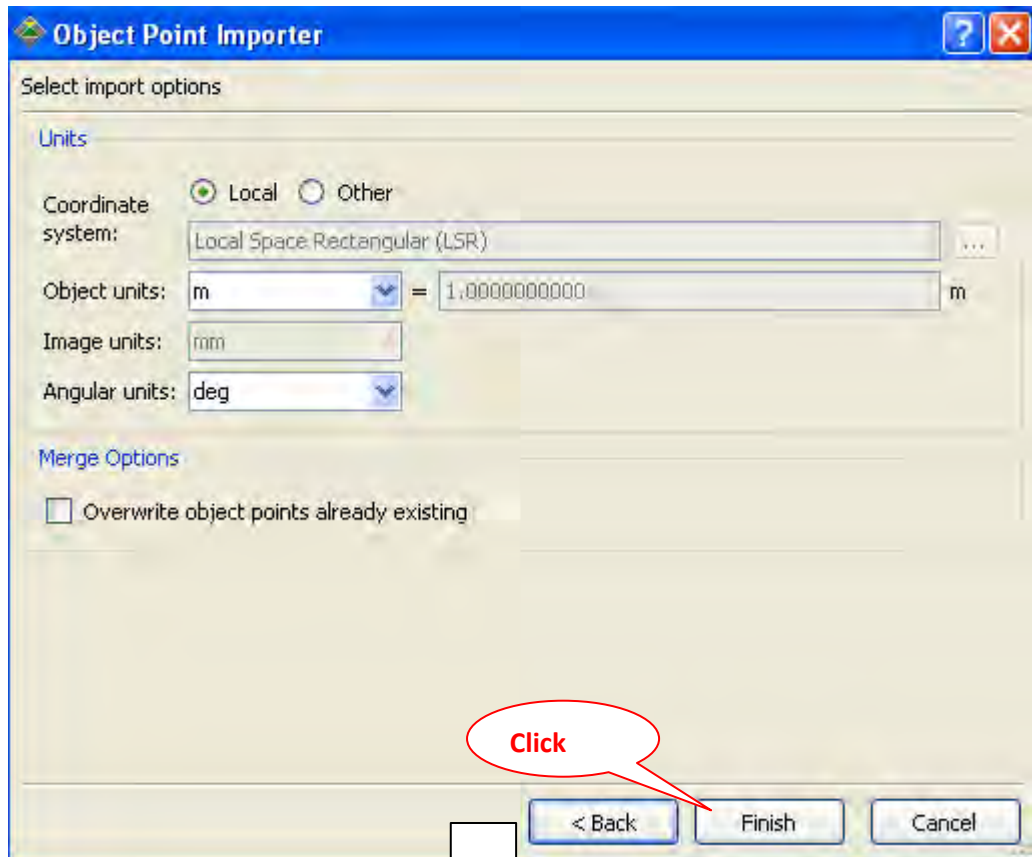 Object Point Importer
Select import options
Units
Coordinate system:
Local Other
Local Space Rectangular (LSR)
...
Object units: m = 1.0000000000 m
Image units: mm
Angular units: deg
Merge Options
Overwrite object points already existing
Click
< Back Finish Cancel